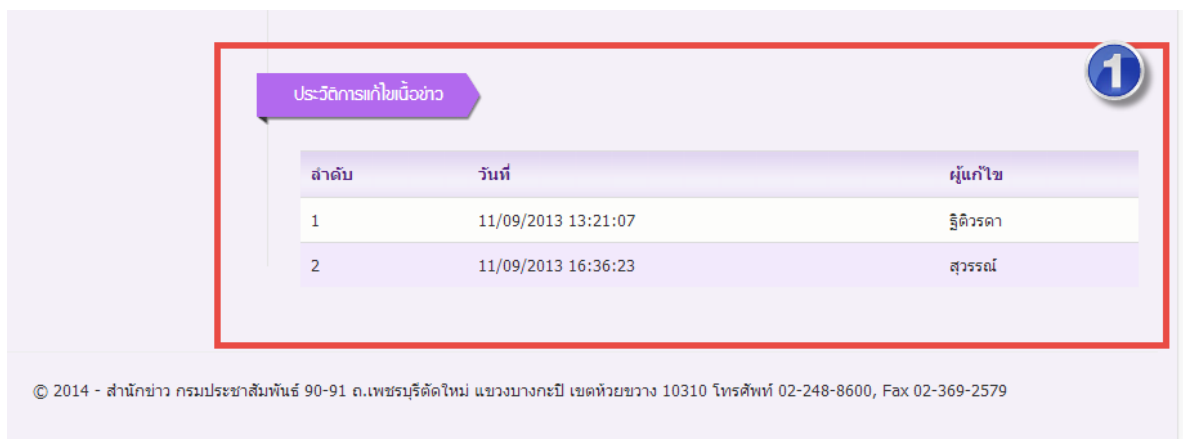 1
ประวัติการแก้ไขเนื้อข่าว
ลำดับ วันที่ ผู้แก้ไข
1 11/09/2013 13:21:07 ฐิติวรดา
2 11/09/2013 16:36:23 สุวรรณ์
© 2014 - สำนักข่าว กรมประชาสัมพันธ์ 90-91 ถ.เพชรบุรีตัดใหม่ แขวงบางกะปิ เขตห้วยขวาง 10310 โทรศัพท์ 02-248-8600, Fax 02-369-2579